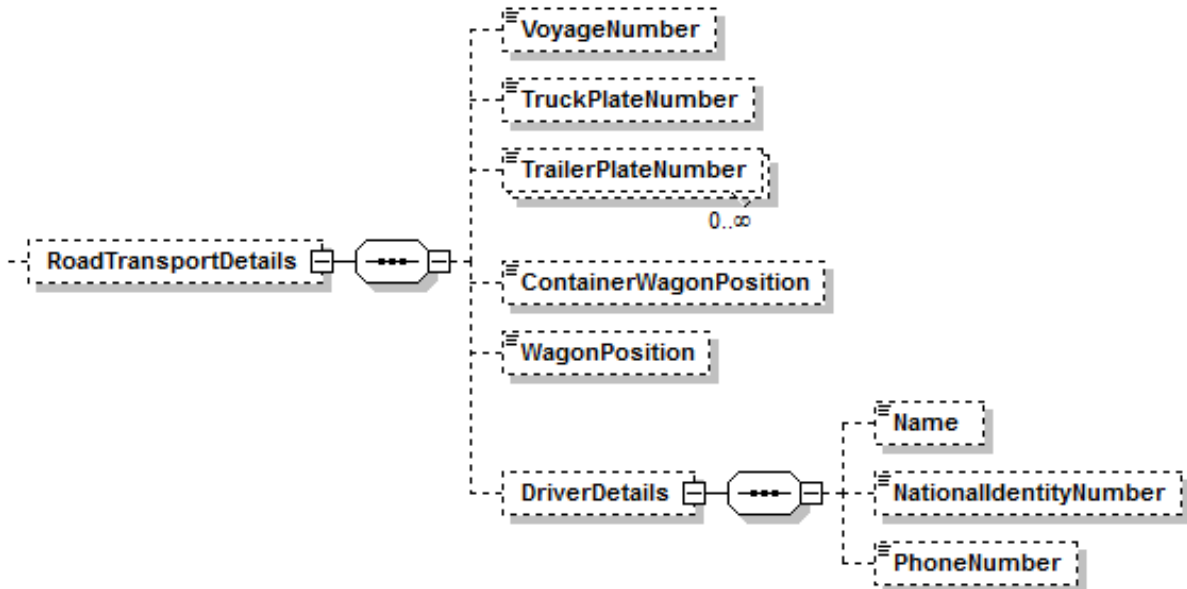 VoyageNumber
TruckPlateNumber
TrailerPlateNumber
0..∞
RoadTransportDetails
ContainerWagonPosition
WagonPosition
DriverDetails
Name
NationalIdentityNumber
PhoneNumber